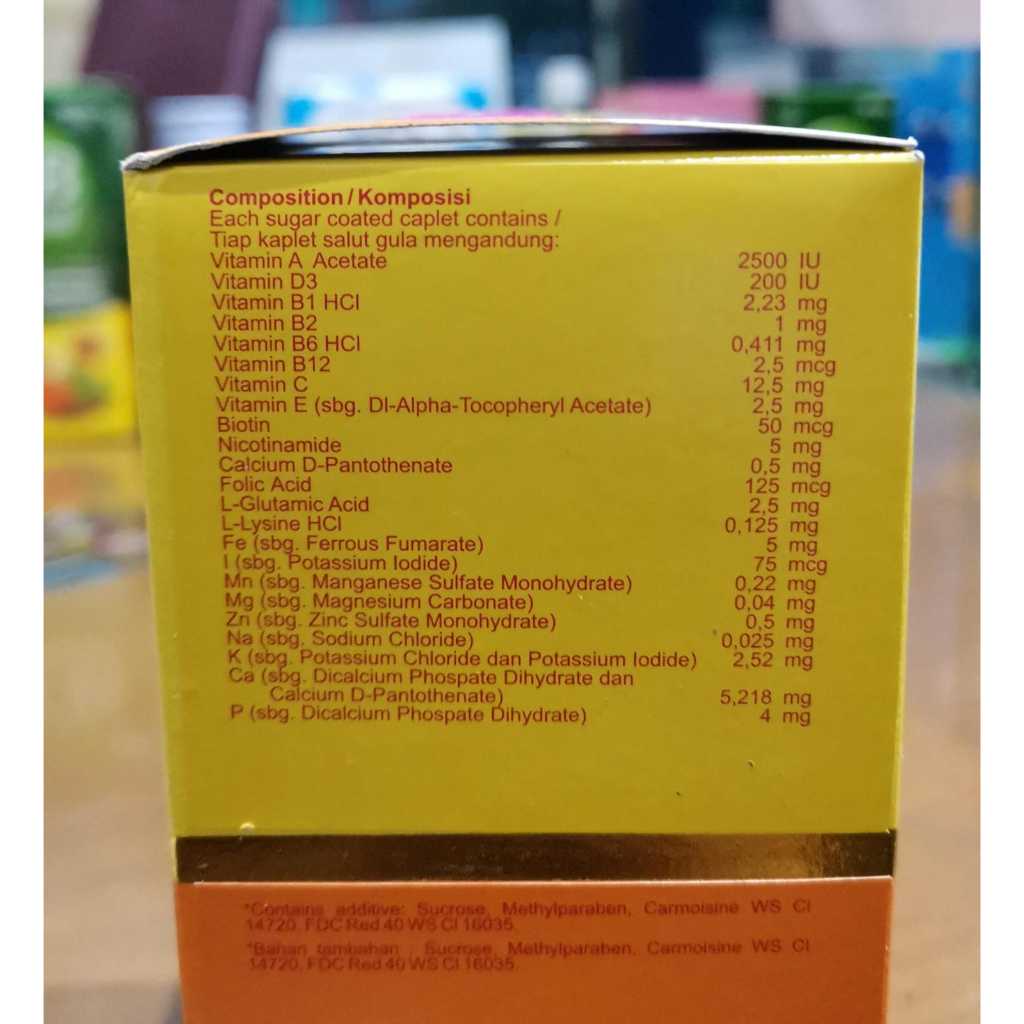 Composition / Komposisi
Each sugar coated caplet contains /
Tiap kaplet salut gula mengandung:
Vitamin A Acetate 2500 IU
Vitamin D3 200 IU
Vitamin B1 HCl 2,23 mg
Vitamin B2 1 mg
Vitamin B6 HCl 0,411 mg
Vitamin B12 2,5 mcg
Vitamin C 12,5 mg
Vitamin E (sbg. Dl-Alpha-Tocopheryl Acetate) 2,5 mg
Biotin 50 mcg
Nicotinamide 5 mg
Calcium D-Pantothenate 0,5 mg
Folic Acid 125 mcg
L-Glutamic Acid 2,5 mg
L-Lysine HCl 0,125 mg
Fe (sbg. Ferrous Fumarate) 5 mg
I (sbg. Potassium Iodide) 75 mcg
Mn (sbg. Manganese Sulfate Monohydrate) 0,22 mg
Mg (sbg. Magnesium Carbonate) 0,04 mg
Zn (sbg. Zinc Sulfate Monohydrate) 0,5 mg
Na (sbg. Sodium Chloride) 0,025 mg
K (sbg. Potassium Chloride dan Potassium Iodide) 2,52 mg
Ca (sbg. Dicalcium Phospate Dihydrate dan
Calcium D-Pantothenate) 5,218 mg
P (sbg. Dicalcium Phospate Dihydrate) 4 mg
*Contains additive: Sucrose, Methylparaben, Carmoisine WS CI
14720, FDC Red 40 WS CI 16035.
*Bahan tambahan : Sucrose, Methylparaben, Carmoisine WS CI
14720, FDC Red 40 WS CI 16035.